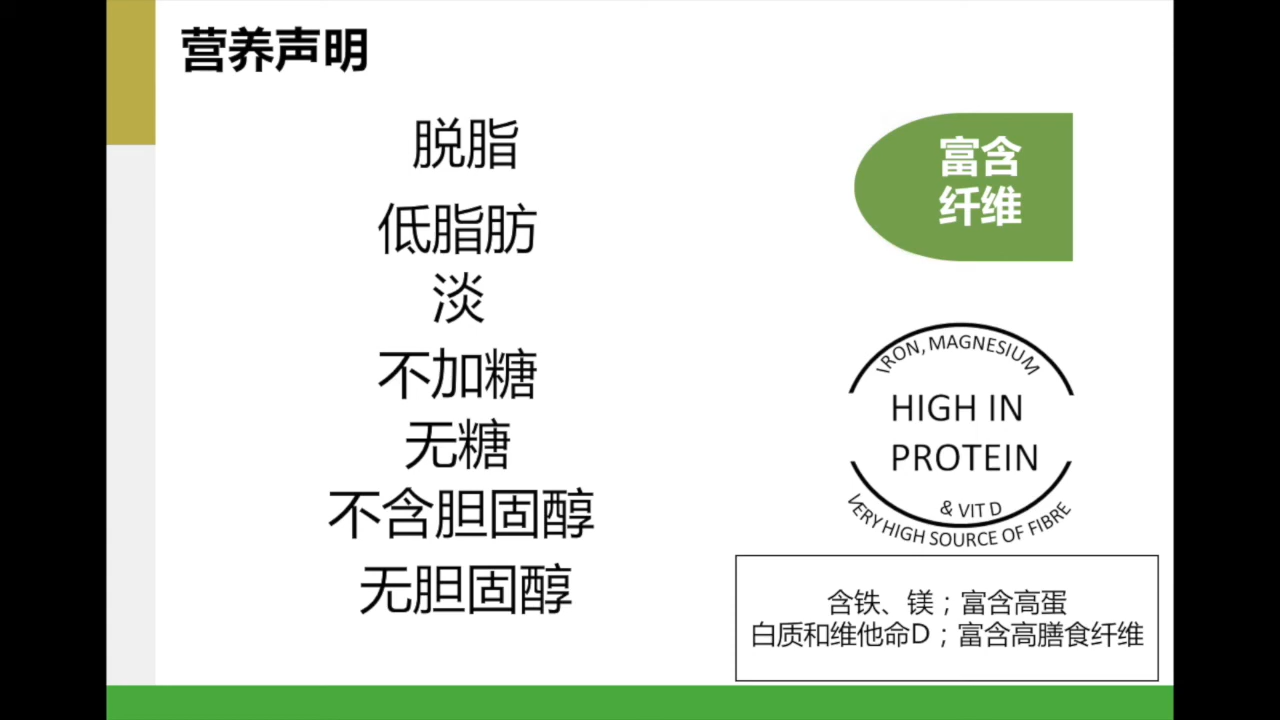 营养声明
脱脂
低脂肪
淡
不加糖
无糖
不含胆固醇
无胆固醇
富含
纤维
IRON, MAGNESIUM
HIGH IN
PROTEIN
& VIT D
VERY HIGH SOURCE OF FIBRE
含铁、镁；富含高蛋
白质和维他命D；富含高膳食纤维